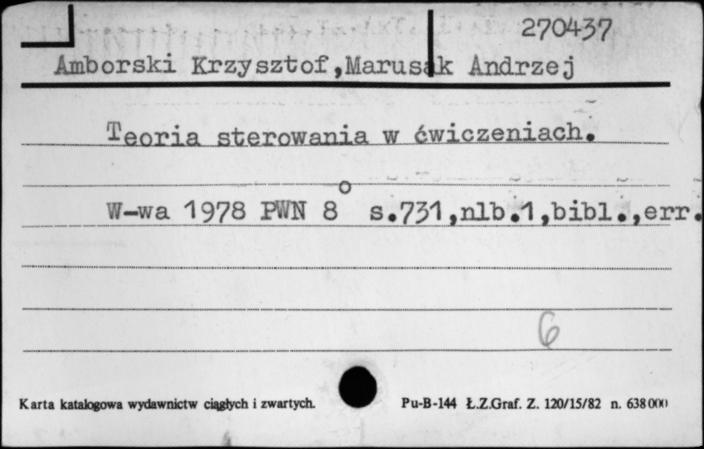 270437
Amborski Krzysztof,Marusak Andrzej
Teoria sterowania w ćwiczeniach.
W-wa 1978 PWN 8° s.731,nlb.1,bibl.,err.
6
Karta katalogowa wydawnictw ciągłych i zwartych. Pu-B-144 Ł.Z.Graf. Z. 120/15/82 n. 638000